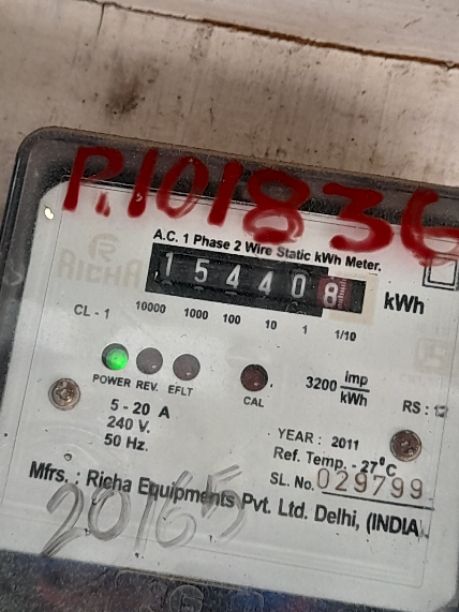 R.101836
A.C. 1 Phase 2 Wire Static kWh Meter.
RICHA
154408 kWh
CL - 1 10000 1000 100 10 1 1/10
POWER REV. EFLT CAL
3200 imp/kWh
5 - 20 A
240 V.
50 Hz.
RS :
YEAR : 2011
Ref. Temp. - 27°C
SL. No. 029799
Mfrs. : Richa Equipments Pvt. Ltd. Delhi, (INDIA
20165